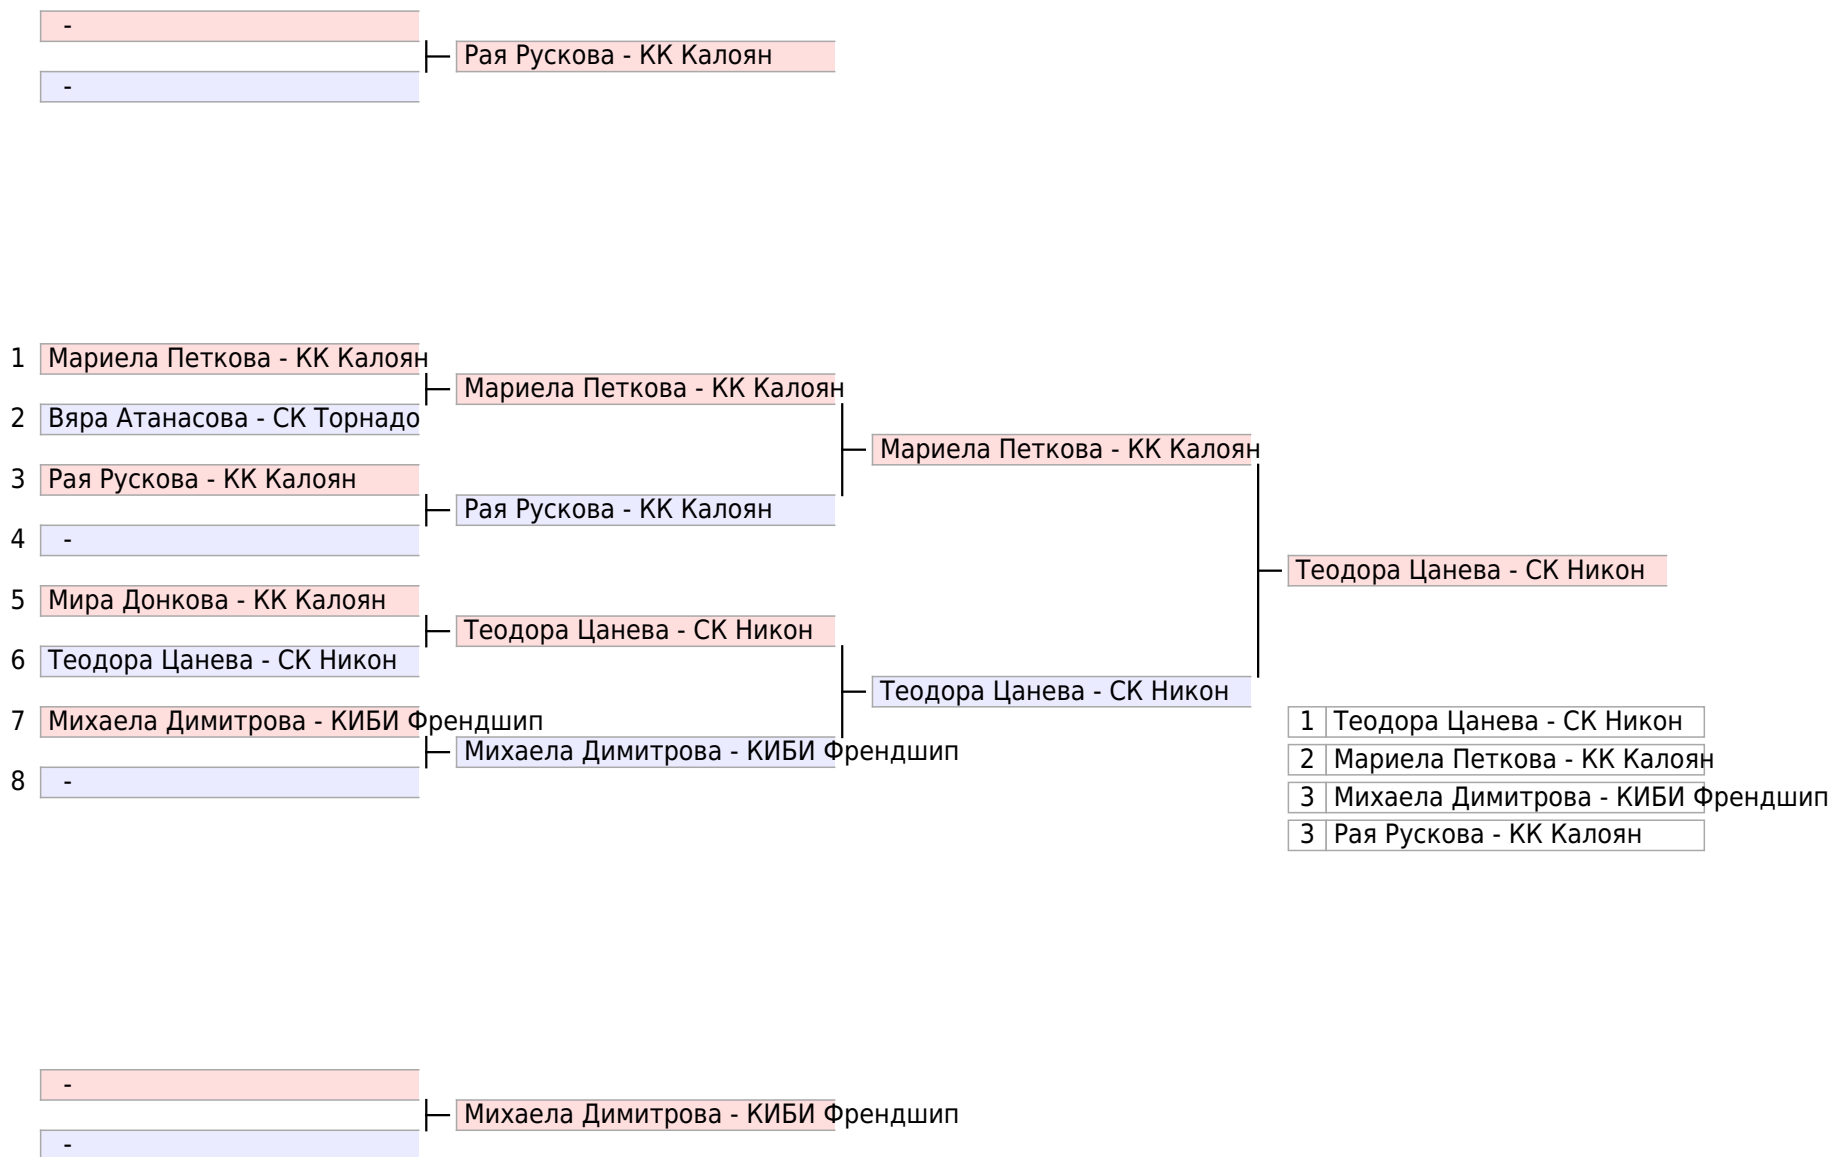 -
Рая Рускова - КК Калоян
-
1 Мариела Петкова - КК Калоян
Мариела Петкова - КК Калоян
2 Вяра Атанасова - СК Торнадо
Мариела Петкова - КК Калоян
3 Рая Рускова - КК Калоян
Рая Рускова - КК Калоян
4 -
Теодора Цанева - СК Никон
5 Мира Донкова - КК Калоян
Теодора Цанева - СК Никон
6 Теодора Цанева - СК Никон
Теодора Цанева - СК Никон
7 Михаела Димитрова - КИБИ Френдшип
Михаела Димитрова - КИБИ Френдшип
8 -
1 Теодора Цанева - СК Никон
2 Мариела Петкова - КК Калоян
3 Михаела Димитрова - КИБИ Френдшип
3 Рая Рускова - КК Калоян
-
Михаела Димитрова - КИБИ Френдшип
-